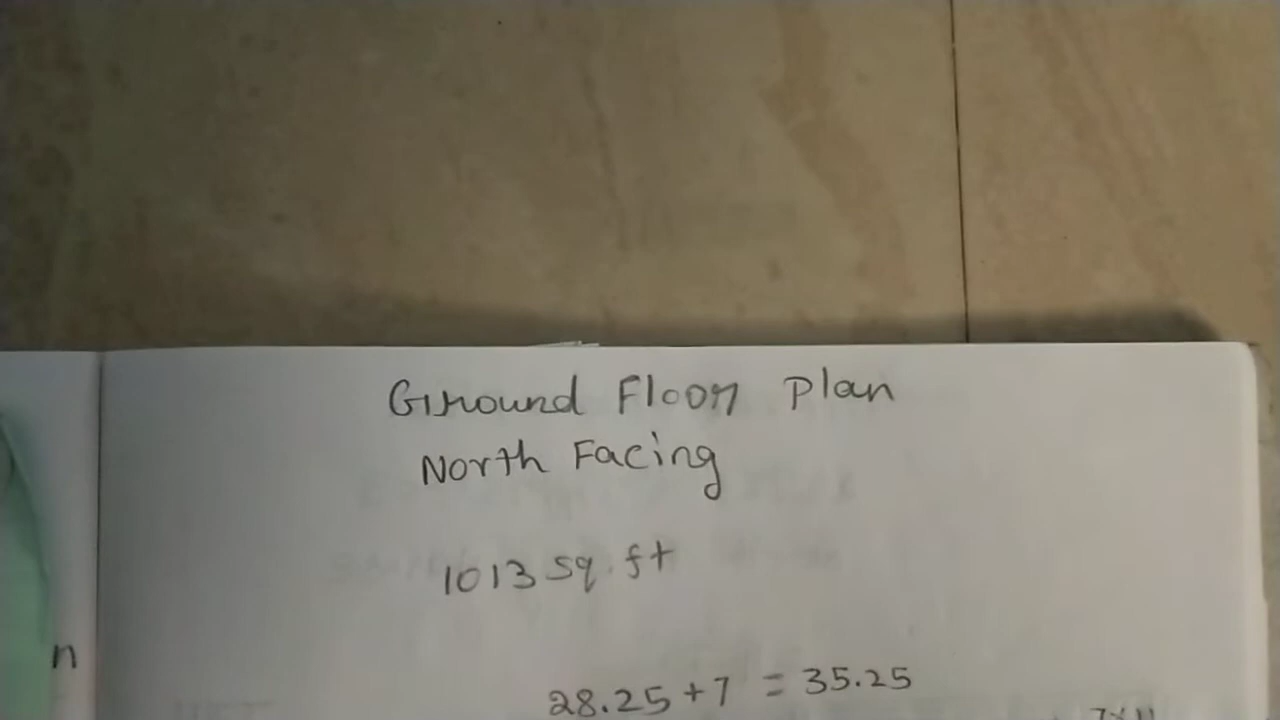 Ground Floor Plan
North Facing
1013 sq.ft
n
28.25+7 = 35.25